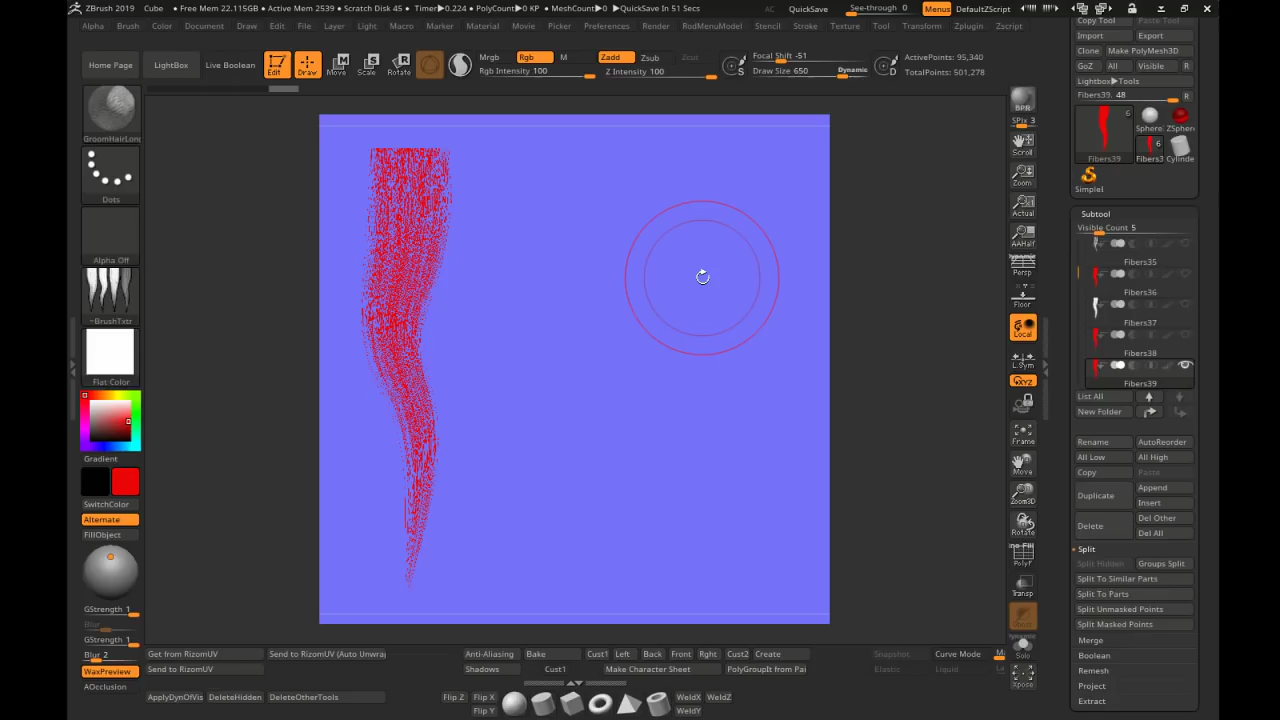 ZBrush 2019 Cube • Free Mem 22.115GB • Active Mem 2539 • Scratch Disk 45 • Timer▶0.224 • PolyCount▶0 KP • MeshCount▶0 • QuickSave In 51 Secs
AC QuickSave See-through 0 Menus DefaultZScript
Alpha Brush Color Document Draw Edit File Layer Light Macro Marker Material Movie Picker Preferences Render RodMenuModel Stencil Stroke Texture Tool Transform Zplugin Zscript
Home Page LightBox Live Boolean Edit Draw Move Scale Rotate
Mrgb Rgb M Zadd Zsub Zcut
Rgb Intensity 100 Z Intensity 100
Focal Shift -51
Draw Size 650 Dynamic
S D
ActivePoints: 95,340
TotalPoints: 501,278
GroomHairLong
Dots
Alpha Off
~BrushTxtr
Flat Color
Gradient
SwitchColor
Alternate
FillObject
GStrength 1
Blur
GStrength 1
Blur 2
WaxPreview
AOcclusion
BPR
SPix 3
Scroll
Zoom
Actual
AAHalf
Dynamic
Persp
Floor
Local
L.Sym
XYZ
Frame
Move
Zoom3D
Rotate
Line Fill
PolyF
Transp
Ghost
Dynamic
Solo
Xpose
Copy Tool Paste Tool
Import Export
Clone Make PolyMesh3D
GoZ All Visible R
Lightbox▶Tools
Fibers39. 48 R
6
Fibers39
Sphere
6
Fibers3
Cylinde
Subtool
Visible Count 5
Fibers35
Fibers36
Fibers37
Fibers38
Fibers39
List All
New Folder
Rename AutoReorder
All Low All High
Copy Paste
Duplicate Append
Insert
Delete Del Other
Del All
Split
Split Hidden Groups Split
Split To Similar Parts
Split To Parts
Split Unmasked Points
Split Masked Points
Merge
Boolean
Remesh
Project
Extract
Get from RizomUV Send to RizomUV (Auto Unwrap
Send to RizomUV
ApplyDynOfVis DeleteHidden DeleteOtherTools
Anti-Aliasing Bake Cust1 Left Back Front Rght Cust2 Create
Shadows Cust1 Make Character Sheet PolyGroupIt from Pai
Snapshot Curve Mode
Elastic Liquid
Flip Z Flip X
Flip Y
WeldX WeldZ
WeldY